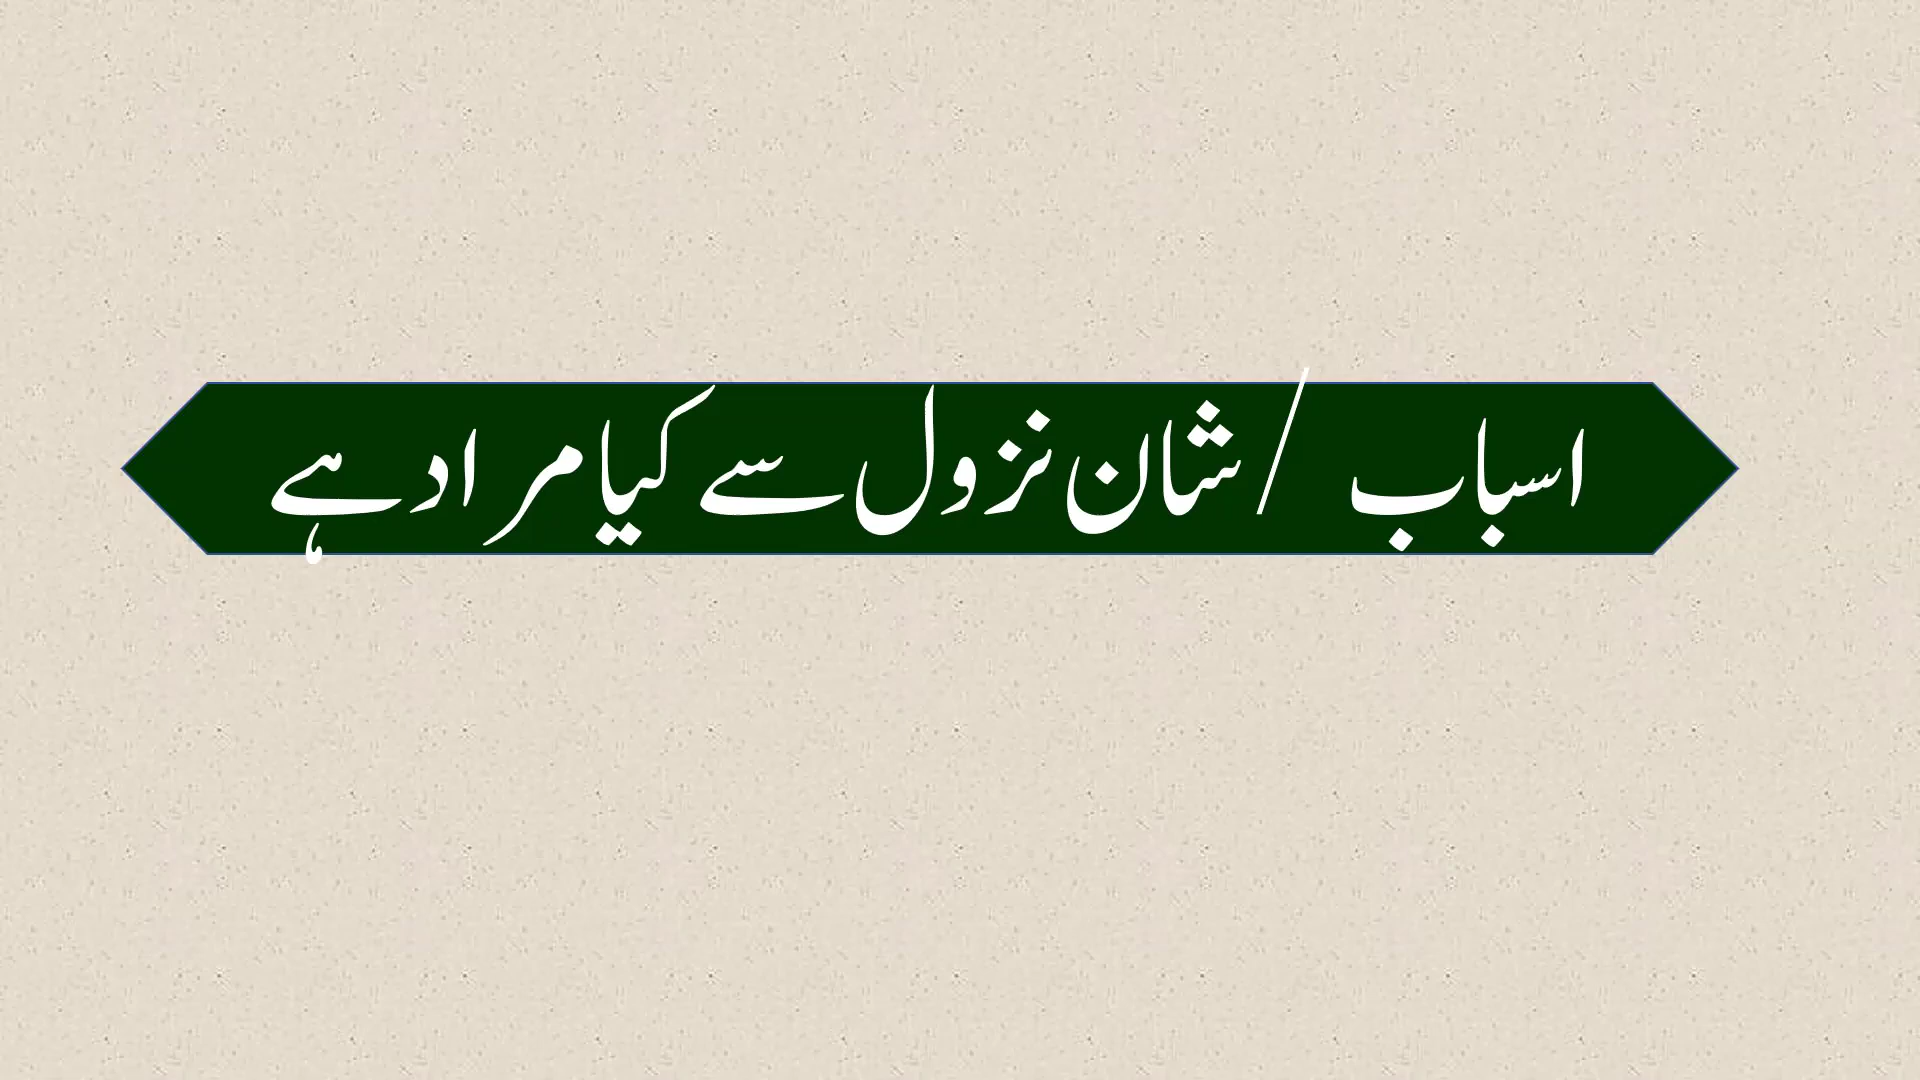 اسباب / شان نزول سے کیا مراد ہے